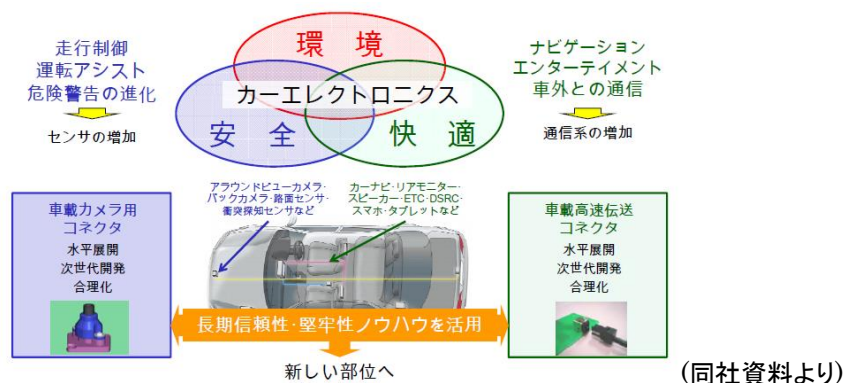 環 境
走行制御
運転アシスト
危険警告の進化
センサの増加
カーエレクトロニクス
安 全
快 適
ナビゲーション
エンターテイメント
車外との通信
通信系の増加
アラウンドビューカメラ・
バックカメラ・路面センサ・
衝突探知センサなど
カーナビ・リアモニター・
スピーカー・ETC・DSRC・
スマホ・タブレットなど
車載カメラ用
コネクタ
水平展開
次世代開発
合理化
車載高速伝送
コネクタ
水平展開
次世代開発
合理化
長期信頼性・堅牢性ノウハウを活用
新しい部位へ
(同社資料より)